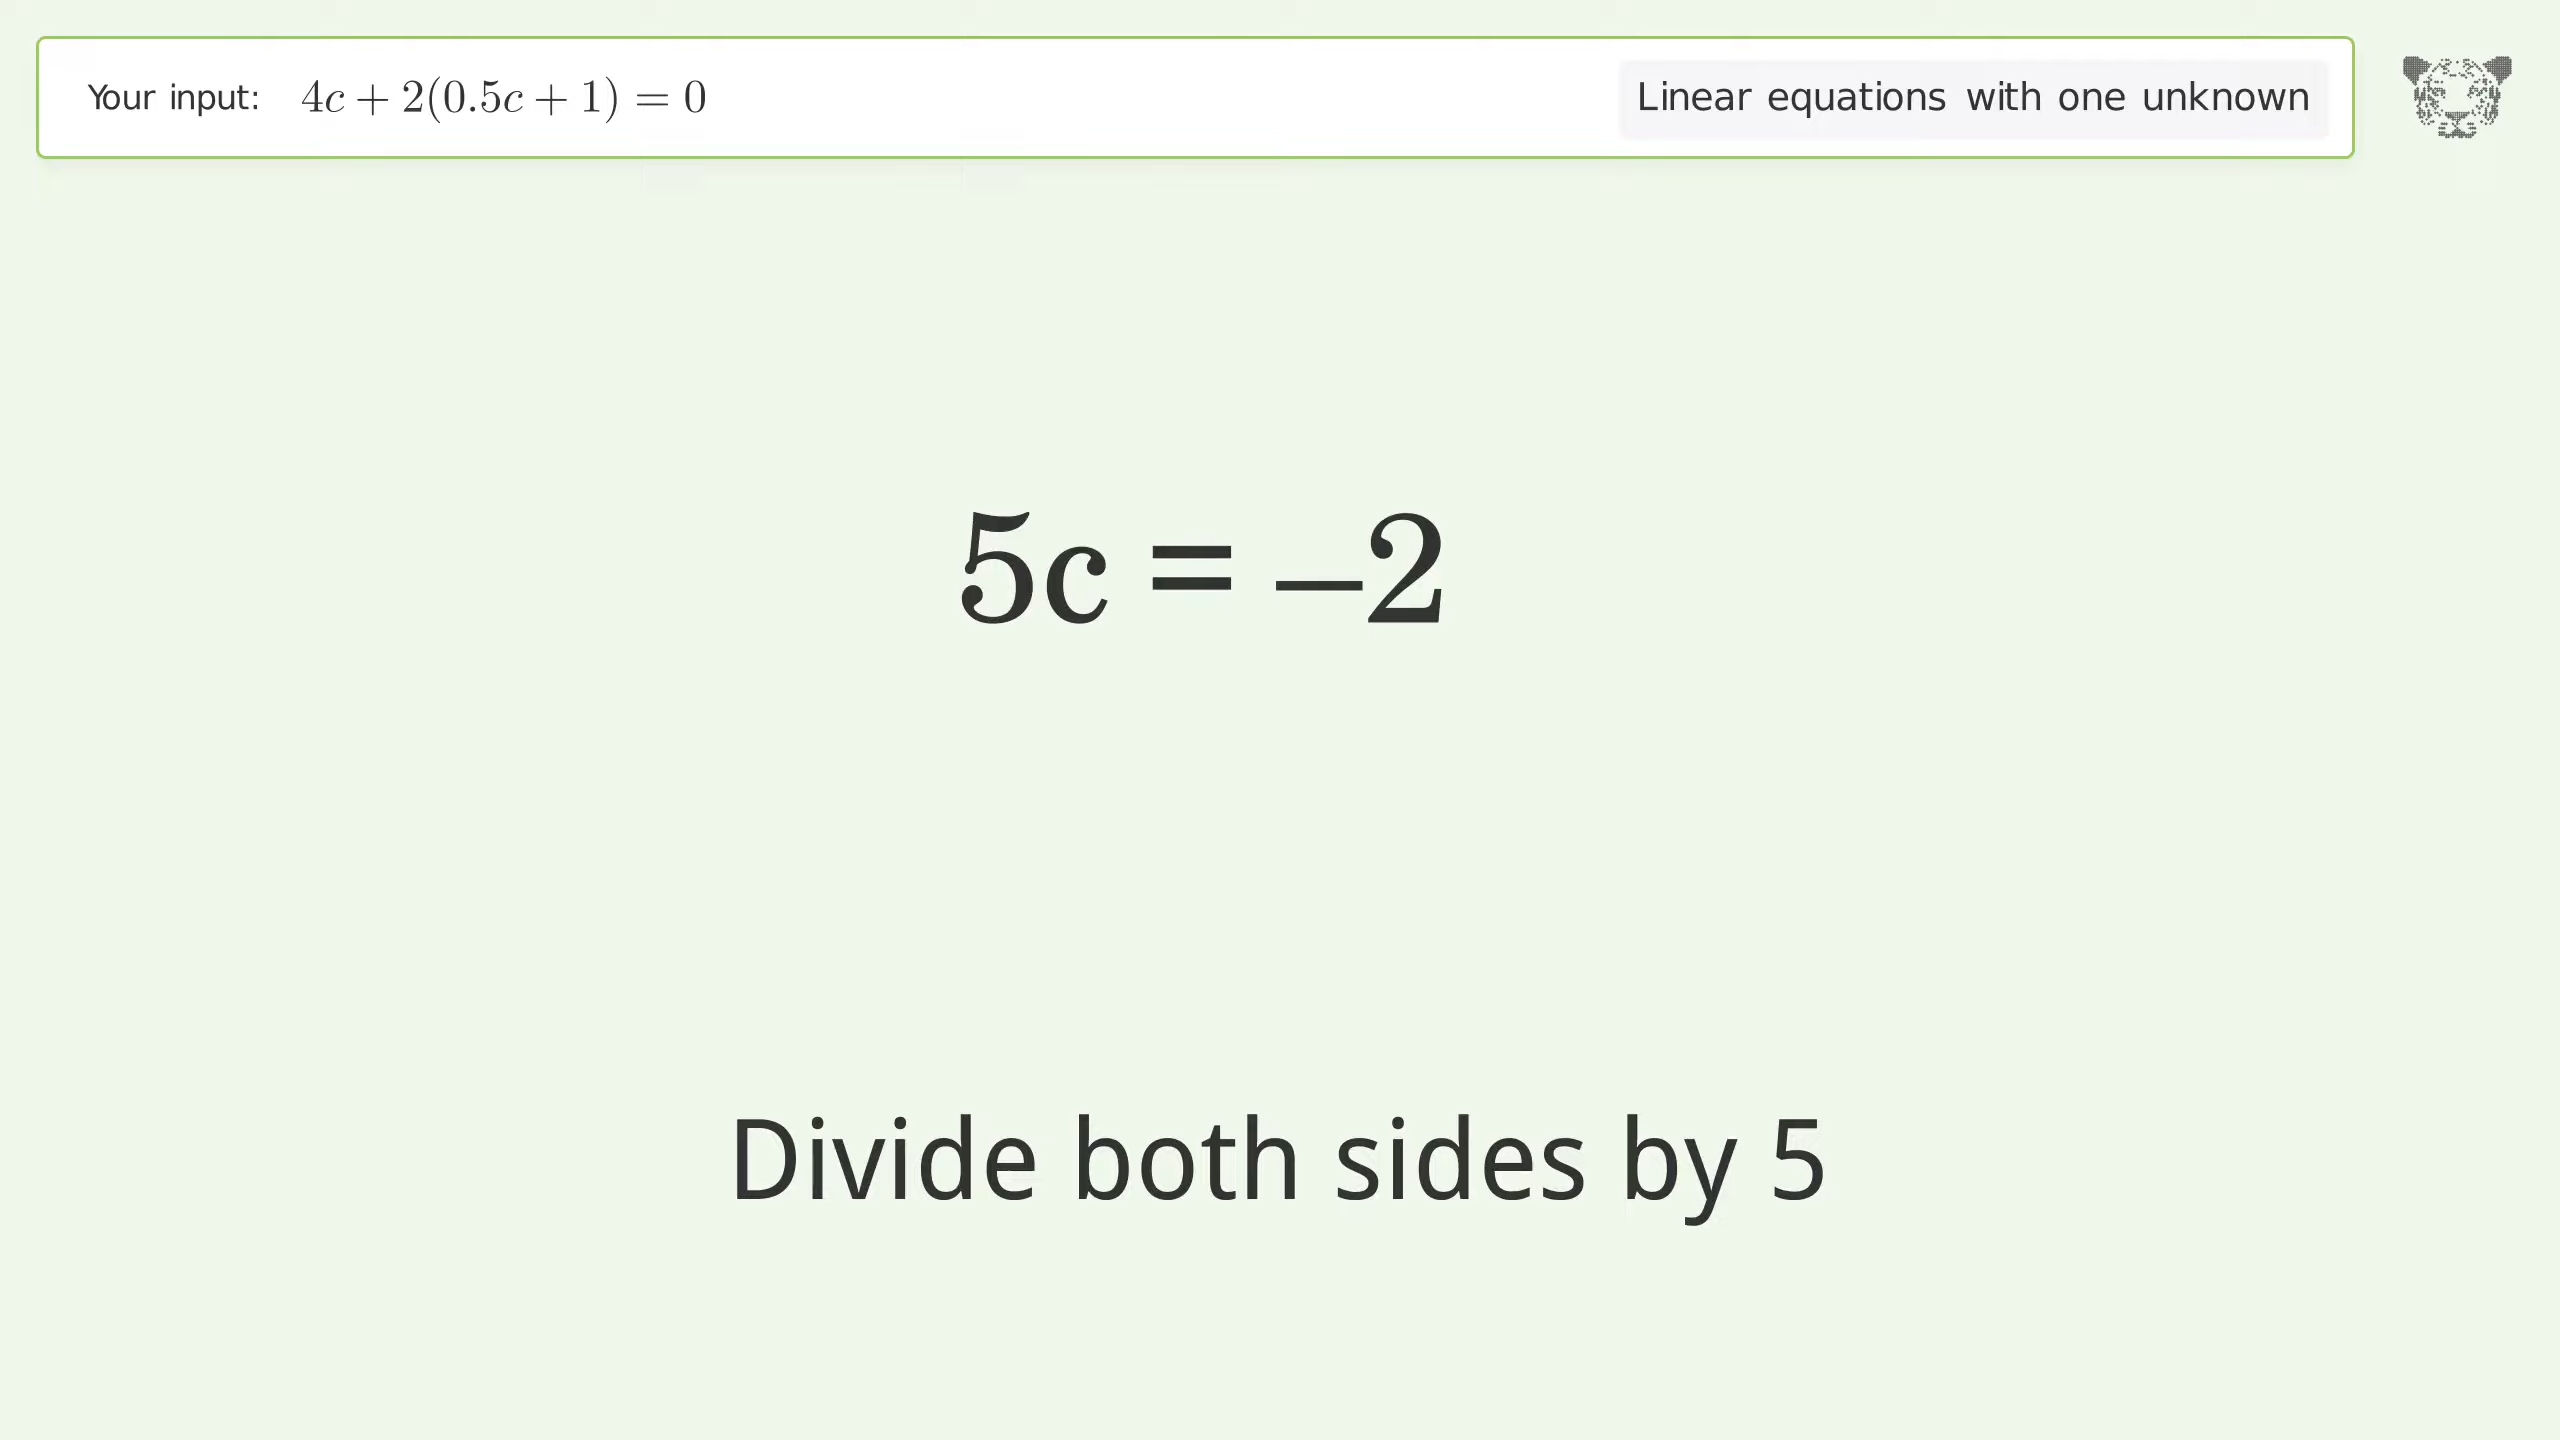 Your input: 4c + 2(0.5c + 1) = 0
Linear equations with one unknown
5c = –2
Divide both sides by 5